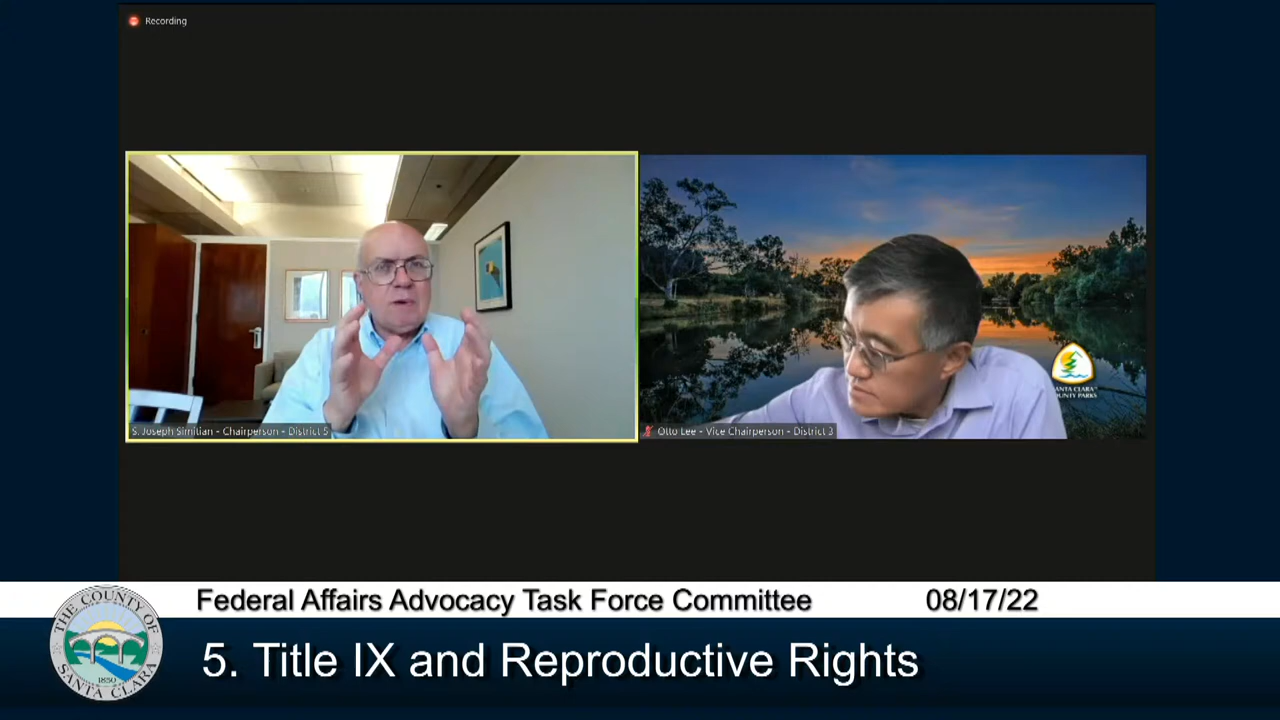 Recording
S. Joseph Simitian - Chairperson - District 5
Otto Lee - Vice Chairperson - District 3
SANTA CLARA
COUNTY PARKS
Federal Affairs Advocacy Task Force Committee
08/17/22
THE COUNTY OF
SANTA CLARA
1850
5. Title IX and Reproductive Rights